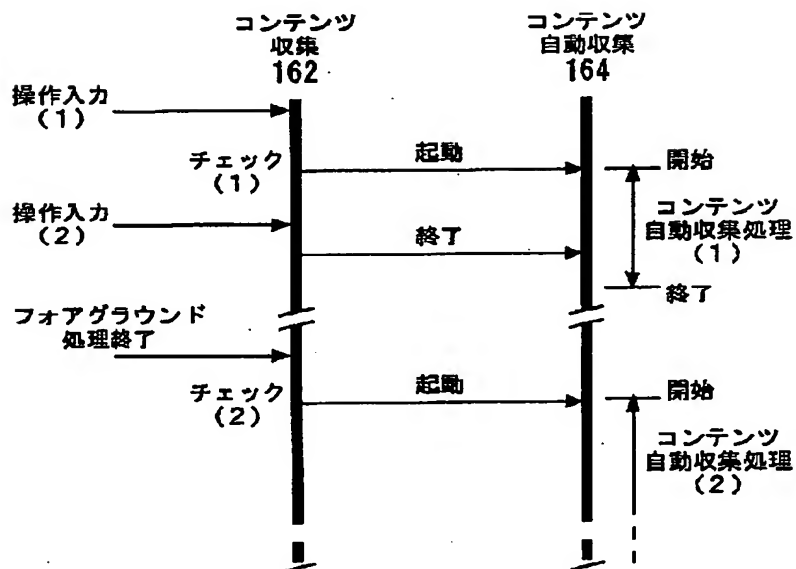 コンテンツ
収集
162
コンテンツ
自動収集
164
操作入力
(1)
チェック
(1)
起動
開始
操作入力
(2)
終了
コンテンツ
自動収集処理
(1)
終了
フォアグラウンド
処理終了
チェック
(2)
起動
開始
コンテンツ
自動収集処理
(2)